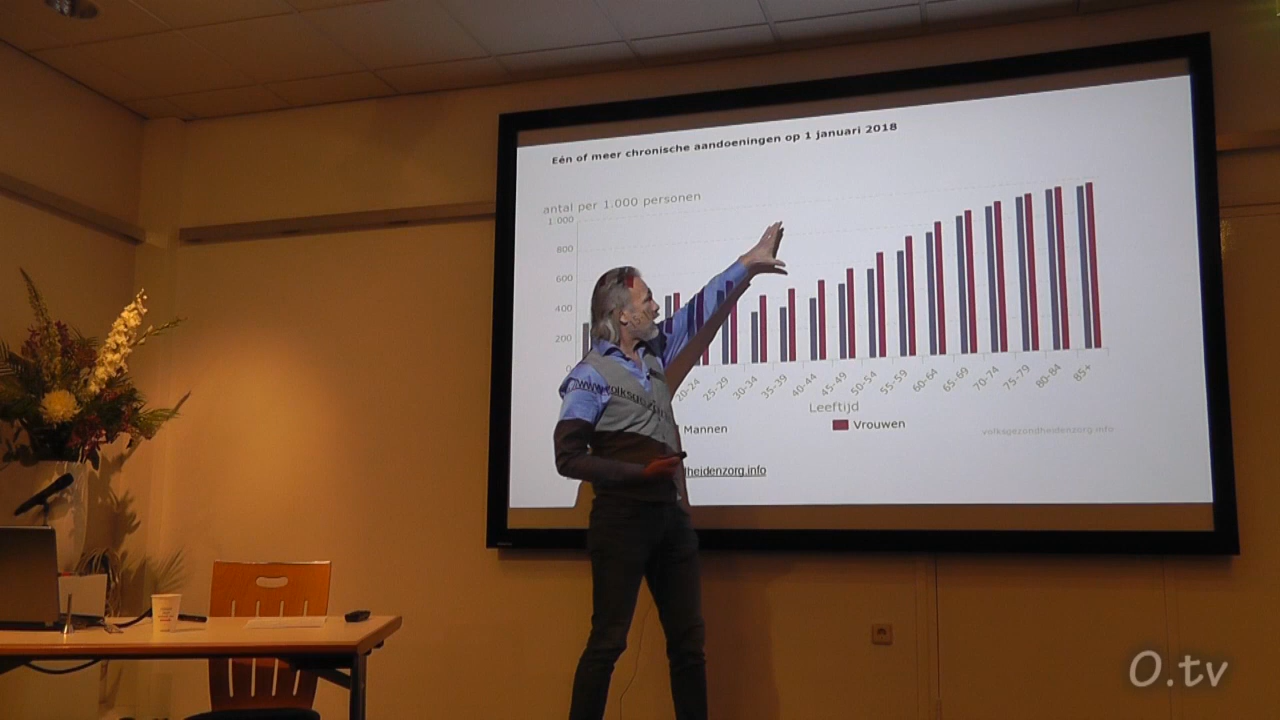 Eén of meer chronische aandoeningen op 1 januari 2018
antal per 1.000 personen
1 000
800
600
400
200
20-24
25-29
30-34
35-39
40-44
45-49
50-54
55-59
60-64
65-69
70-74
75-79
80-84
85+
Leeftijd
Mannen
Vrouwen
volksgezondheidenzorg.info
www.volksgezo
heidenzorg.info
O.tv